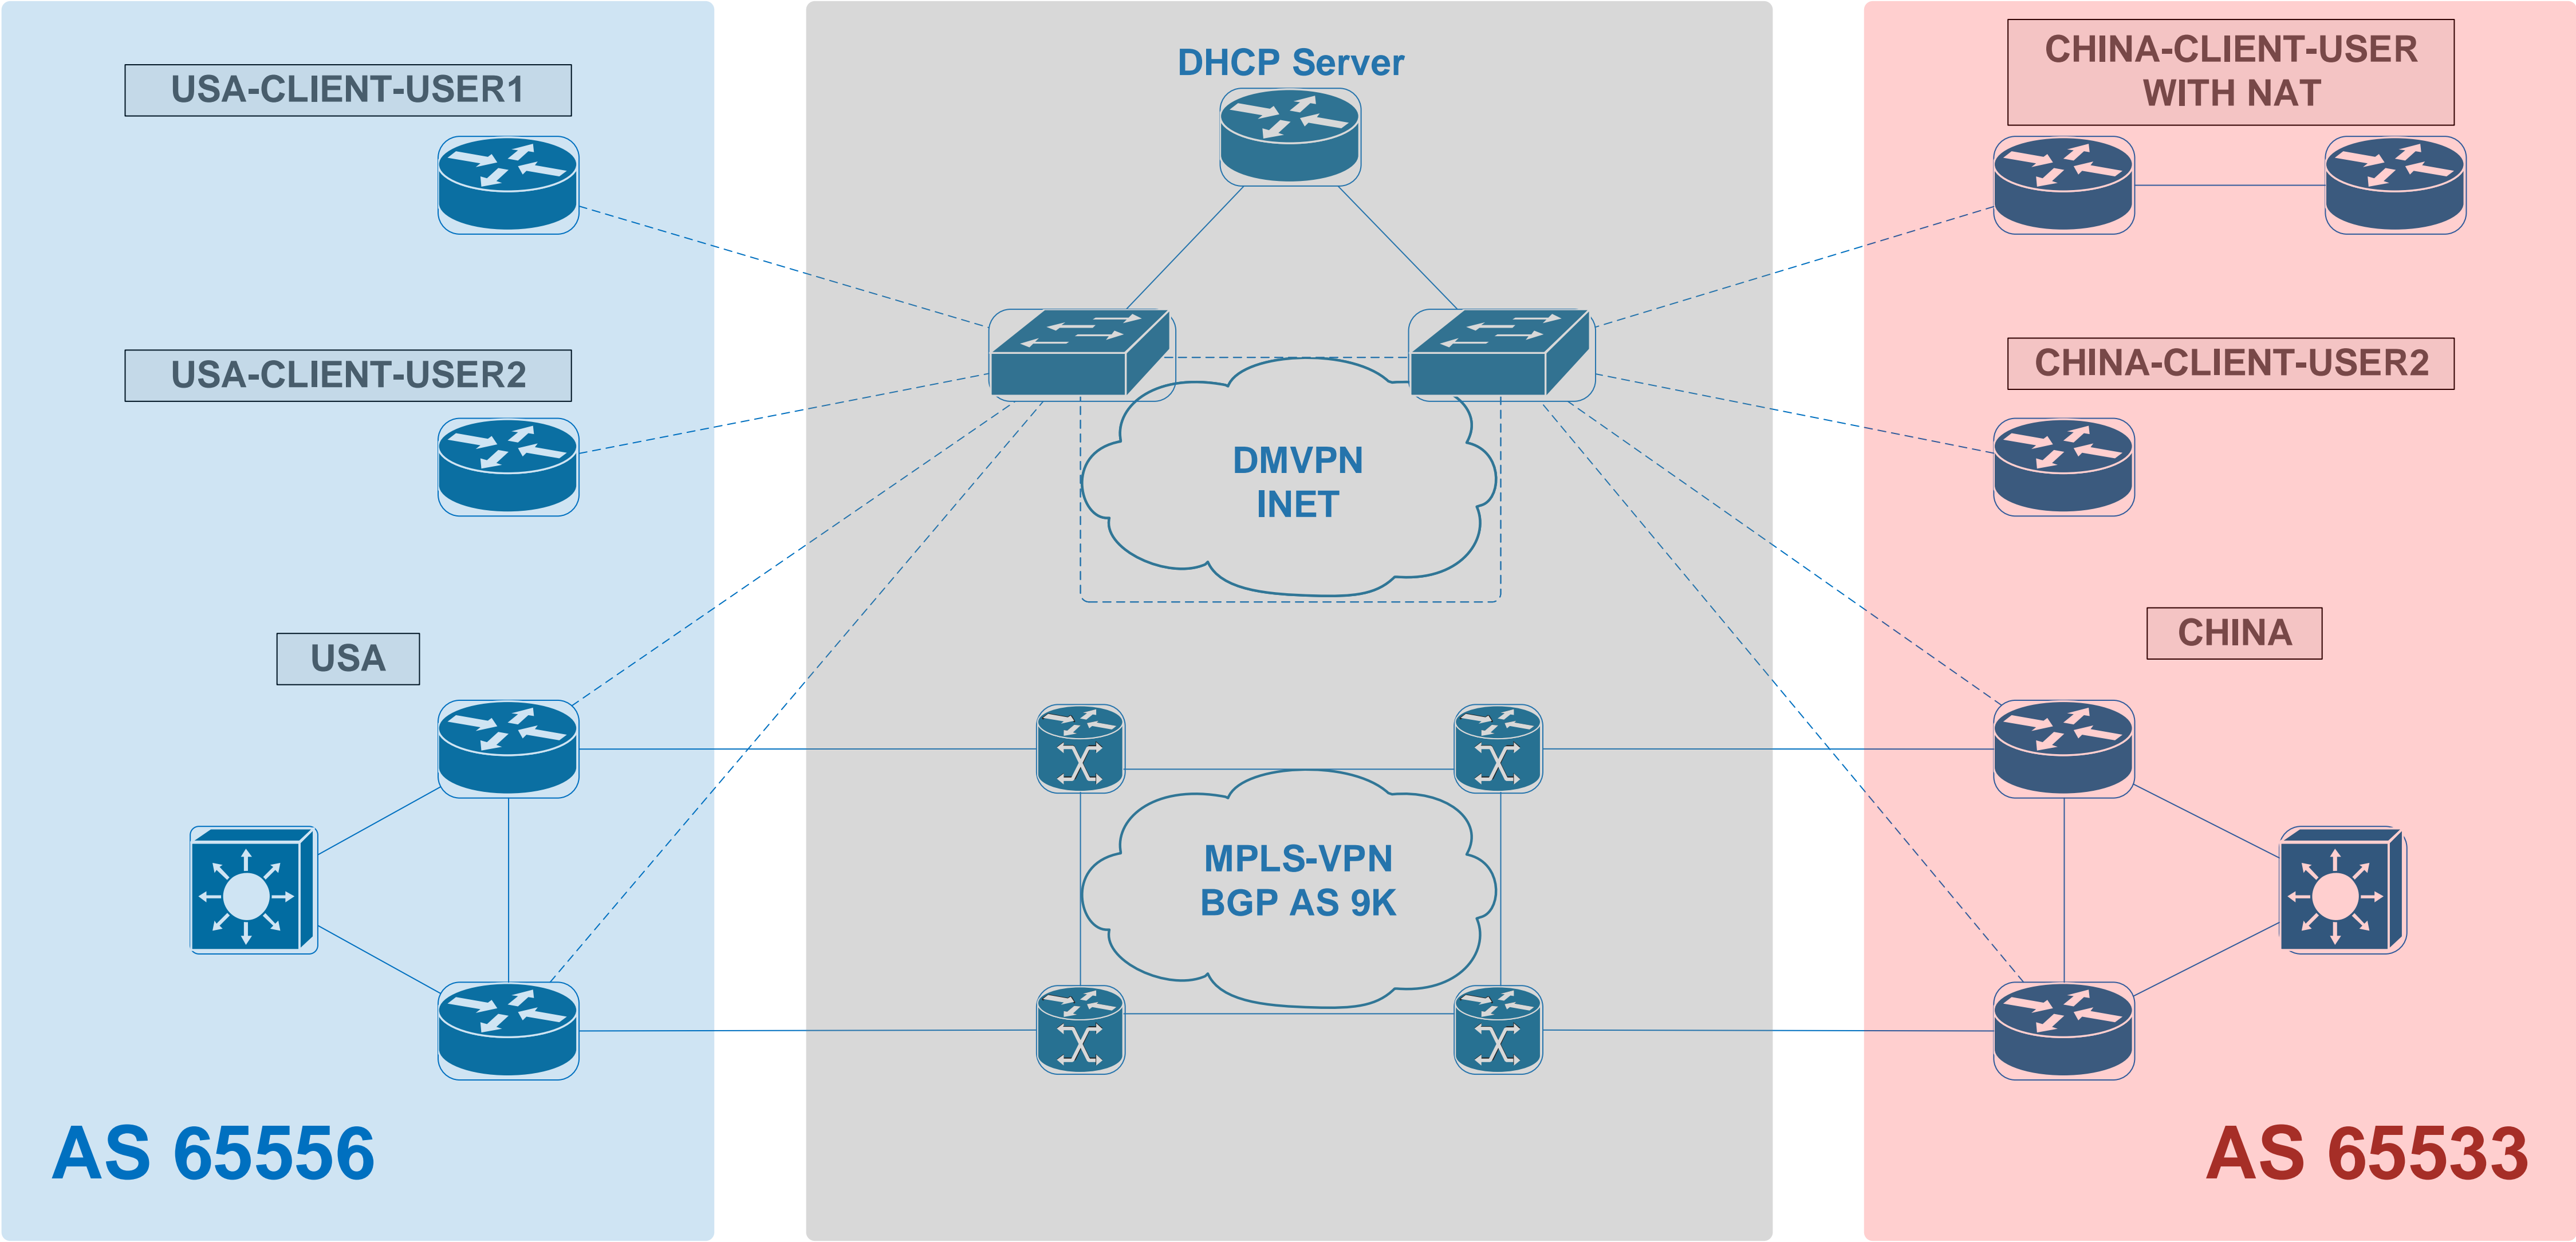 USA-CLIENT-USER1
USA-CLIENT-USER2
USA
AS 65556
DHCP Server
DMVPN
INET
MPLS-VPN
BGP AS 9K
CHINA-CLIENT-USER
WITH NAT
CHINA-CLIENT-USER2
CHINA
AS 65533